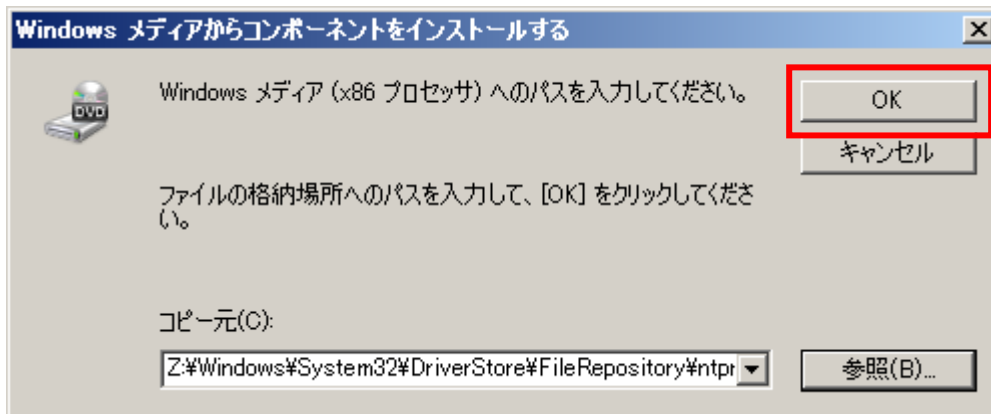 Windows メディアからコンポーネントをインストールする
Windows メディア (x86 プロセッサ) へのパスを入力してください。
OK
キャンセル
DVD
ファイルの格納場所へのパスを入力して、[OK] をクリックしてくださ
い。
コピー元(C):
Z:¥Windows¥System32¥DriverStore¥FileRepository¥ntpr
参照(B)...